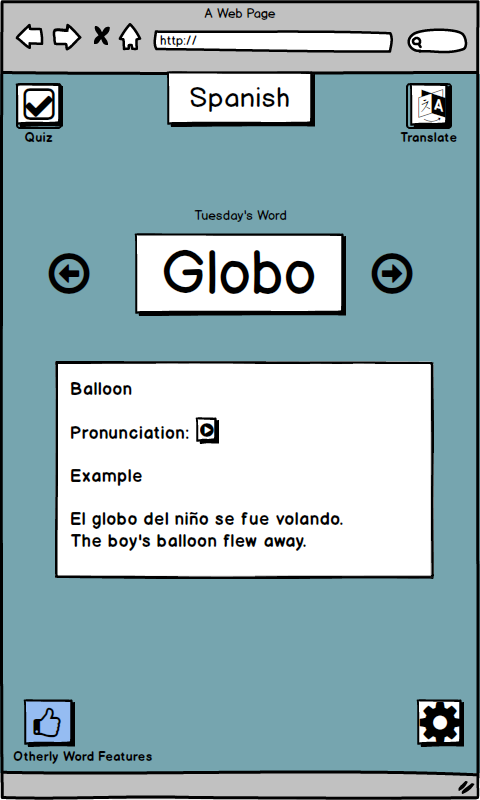 A Web Page
http://
Spanish
Quiz
Translate
Tuesday's Word
Globo
Balloon
Pronunciation:
Example
El globo del niño se fue volando.
The boy's balloon flew away.
Otherly Word Features